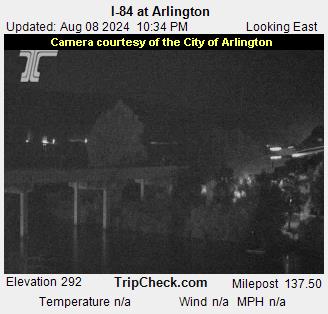 I-84 at Arlington
Updated: Aug 08 2024 10:34 PM Looking East
Camera courtesy of the City of Arlington
Elevation 292 TripCheck.com Milepost 137.50
Temperature n/a Wind n/a MPH n/a